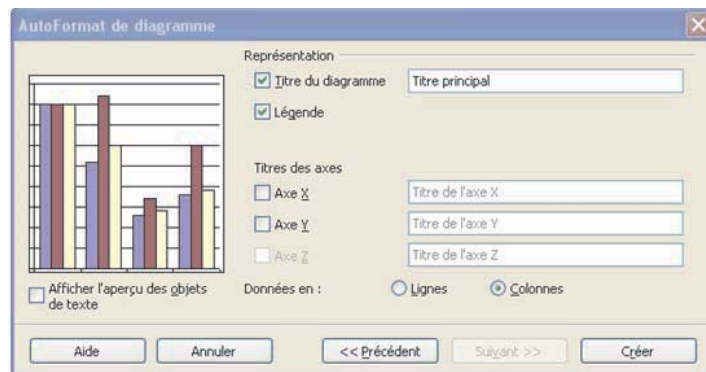 AutoFormat de diagramme
Représentation
Titre du diagramme
Titre principal
Légende
Titres des axes
Axe X
Titre de l'axe X
Axe Y
Titre de l'axe Y
Axe Z
Titre de l'axe Z
Afficher l'aperçu des objets
de texte
Données en :
Lignes
Colonnes
Aide
Annuler
<< Précédent
Suivant >>
Créer